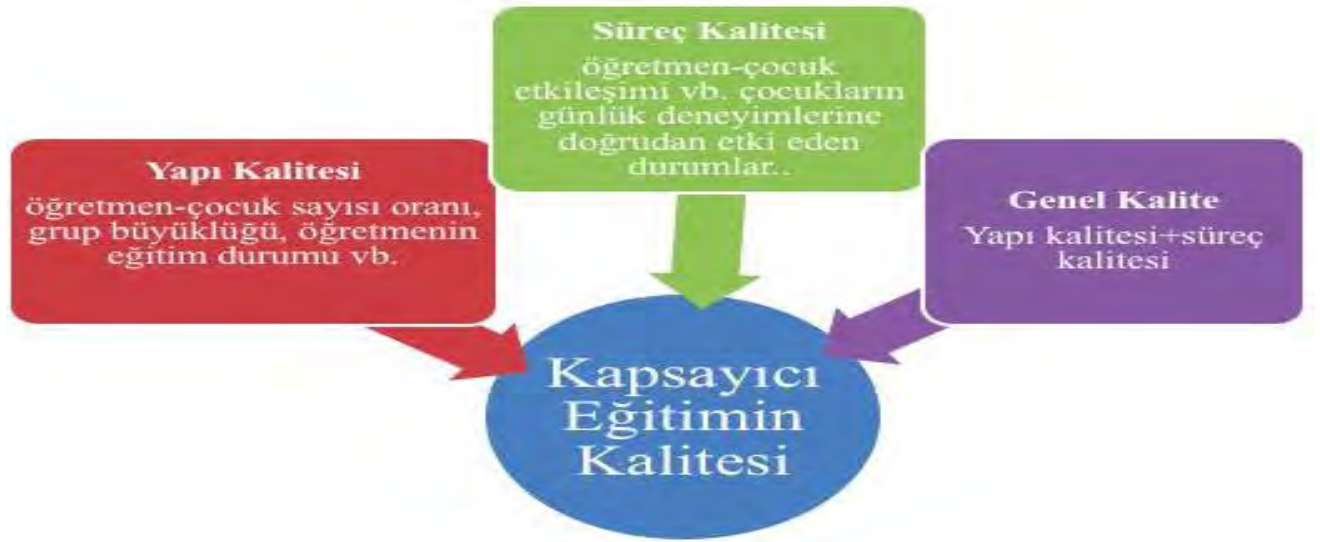 Yapı Kalitesi
öğretmen-çocuk sayısı oranı,
grup büyüklüğü, öğretmenin
eğitim durumu vb.
Süreç Kalitesi
öğretmen-çocuk
etkileşimi vb. çocukların
günlük deneyimlerine
doğrudan etki eden
durumlar..
Genel Kalite
Yapı kalitesi+süreç
kalitesi
Kapsayıcı
Eğitimin
Kalitesi